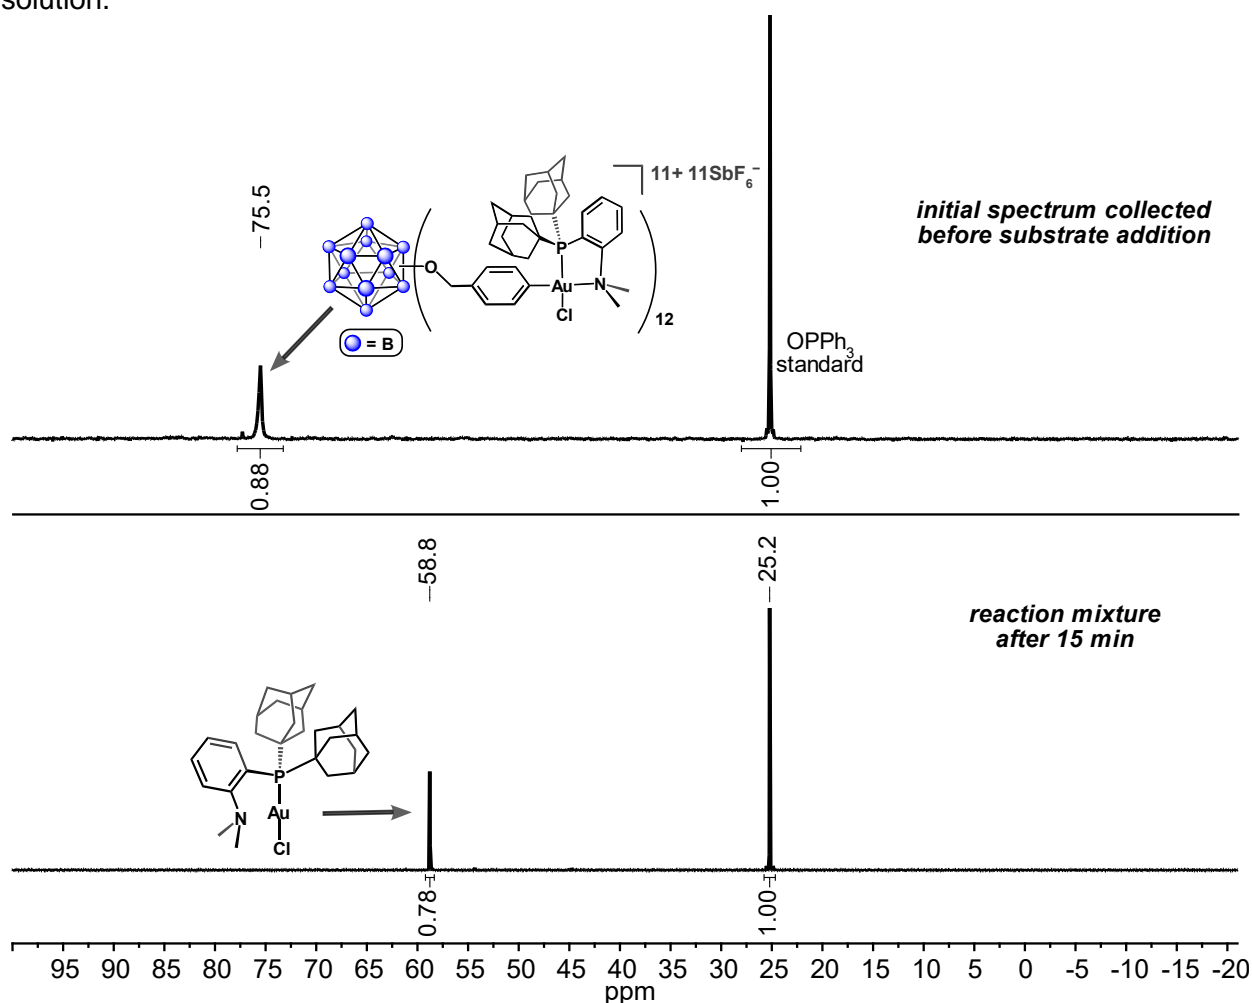 solution.
–75.5
11+ 11SbF6–
P
O
Au
N
Cl
12
= B
initial spectrum collected
before substrate addition
OPPh3
standard
0.88
1.00
–58.8
– 25.2
reaction mixture
after 15 min
P
Au
N
Cl
0.78
1.00
95 90 85 80 75 70 65 60 55 50 45 40 35 30 25 20 15 10 5 0 -5 -10 -15 -20
ppm